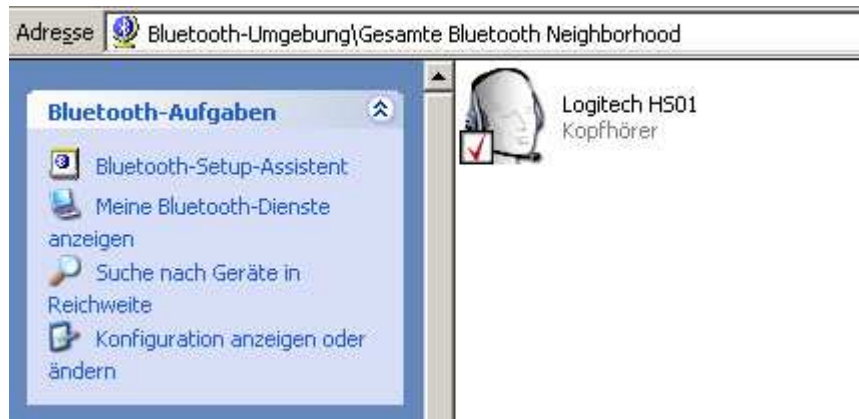 Adresse Bluetooth-Umgebung\Gesamte Bluetooth Neighborhood
Bluetooth-Aufgaben
Bluetooth-Setup-Assistent
Meine Bluetooth-Dienste
anzeigen
Suche nach Geräte in
Reichweite
Konfiguration anzeigen oder
ändern
Logitech HS01
Kopfhörer